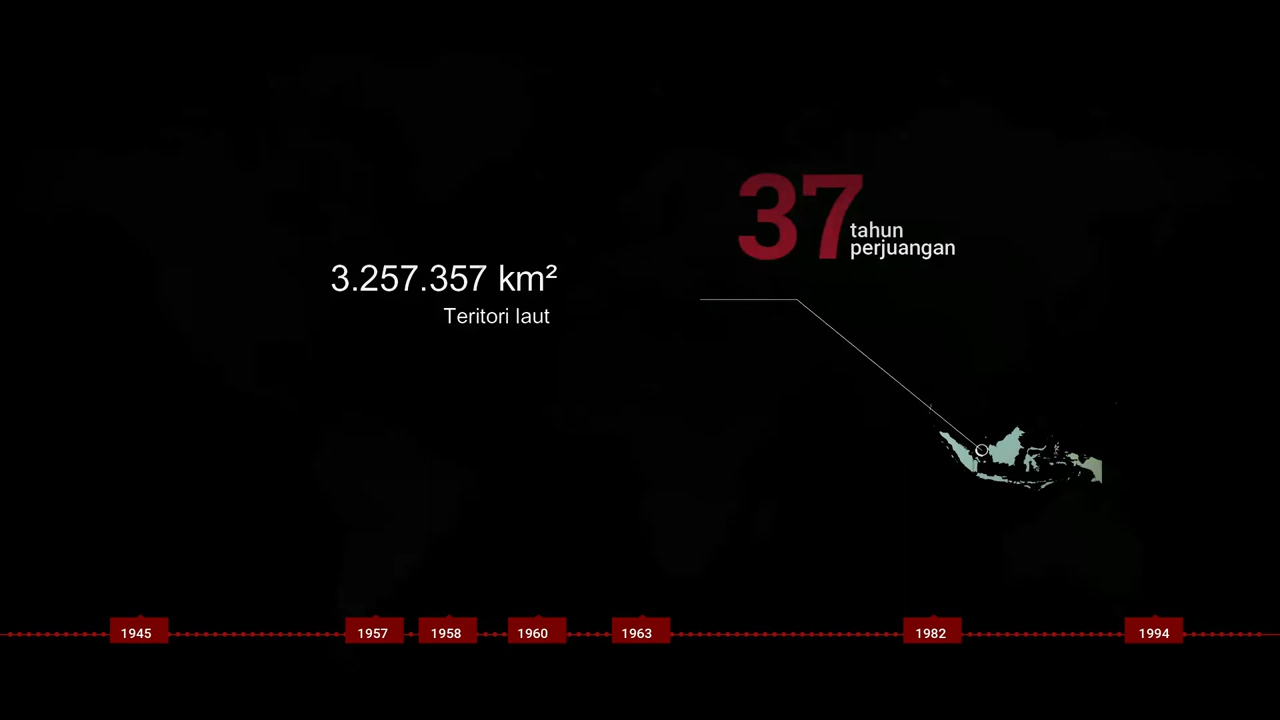 37
tahun
perjuangan
3.257.357 km²
Teritori laut
1945
1957
1958
1960
1963
1982
1994